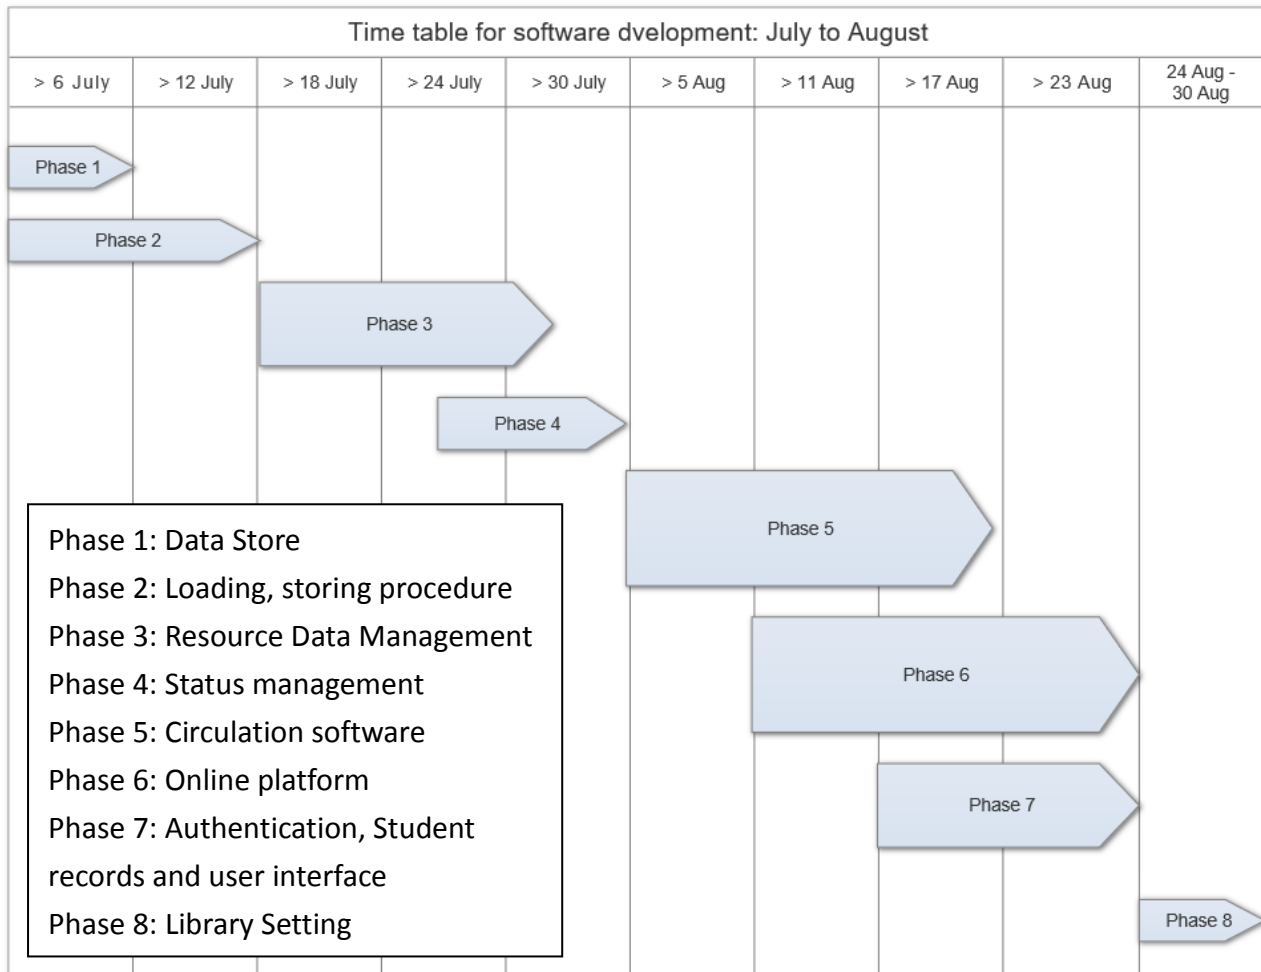 Time table for software dvelopment: July to August
> 6 July
> 12 July
> 18 July
> 24 July
> 30 July
> 5 Aug
> 11 Aug
> 17 Aug
> 23 Aug
24 Aug -
30 Aug
Phase 1
Phase 2
Phase 3
Phase 4
Phase 5
Phase 6
Phase 7
Phase 8
Phase 1: Data Store
Phase 2: Loading, storing procedure
Phase 3: Resource Data Management
Phase 4: Status management
Phase 5: Circulation software
Phase 6: Online platform
Phase 7: Authentication, Student
records and user interface
Phase 8: Library Setting